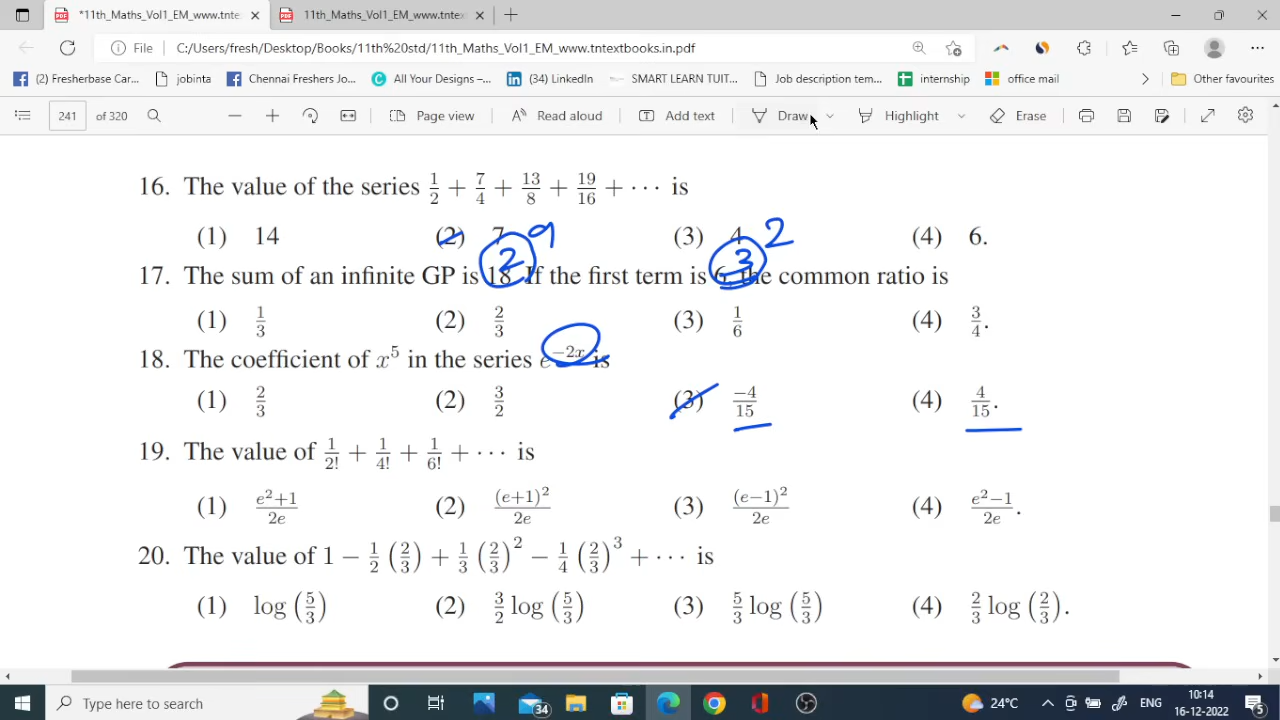 *11th_Maths_Vol1_EM_www.tntex
11th_Maths_Vol1_EM_www.tntext
File C:/Users/fresh/Desktop/Books/11th%20std/11th_Maths_Vol1_EM_www.tntextbooks.in.pdf
(2) Fresherbase Car... jobinta Chennai Freshers Jo... All Your Designs –... (34) LinkedIn SMART LEARN TUIT... Job description tem... internship office mail Other favourites
241 of 320 Page view Read aloud Add text Draw Highlight Erase
16. The value of the series 1/2 + 7/4 + 13/8 + 19/16 + ⋯ is
(1) 14 (2) 7 (3) 4 (4) 6.
9 2
2 3
17. The sum of an infinite GP is 18. If the first term is 6, the common ratio is
(1) 1/3 (2) 2/3 (3) 1/6 (4) 3/4.
18. The coefficient of x⁵ in the series e^(−2x) is
(1) 2/3 (2) 3/2 (3) −4/15 (4) 4/15.
19. The value of 1/2! + 1/4! + 1/6! + ⋯ is
(1) (e²+1)/2e (2) (e+1)²/2e (3) (e−1)²/2e (4) (e²−1)/2e.
20. The value of 1 − 1/2 (2/3) + 1/3 (2/3)² − 1/4 (2/3)³ + ⋯ is
(1) log (5/3) (2) 3/2 log (5/3) (3) 5/3 log (5/3) (4) 2/3 log (2/3).
Type here to search 34 24°C ENG 10:14 16-12-2022 5